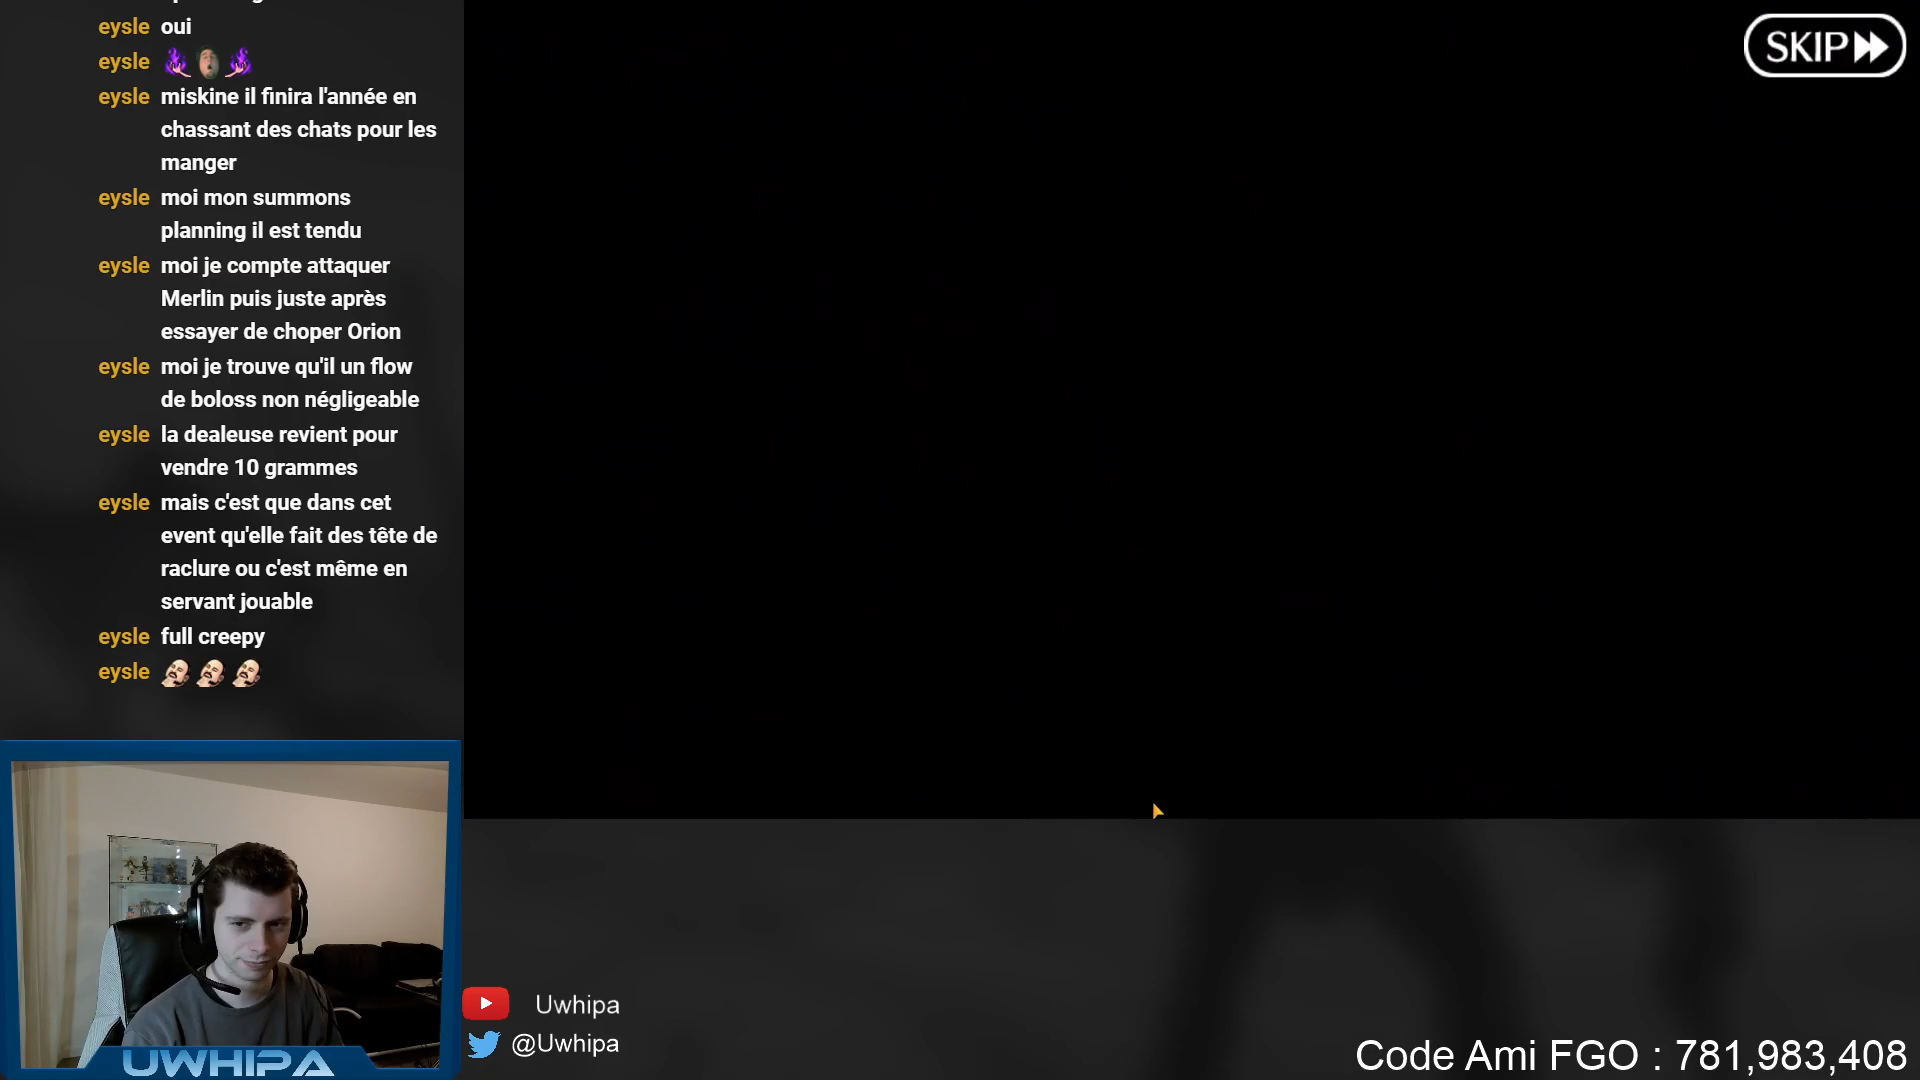 eysle oui
eysle
eysle miskine il finira l'année en
chassant des chats pour les
manger
eysle moi mon summons
planning il est tendu
eysle moi je compte attaquer
Merlin puis juste après
essayer de choper Orion
eysle moi je trouve qu'il un flow
de boloss non négligeable
eysle la dealeuse revient pour
vendre 10 grammes
eysle mais c'est que dans cet
event qu'elle fait des tête de
raclure ou c'est même en
servant jouable
eysle full creepy
eysle
SKIP
UWHIPA
Uwhipa
@Uwhipa
Code Ami FGO : 781,983,408